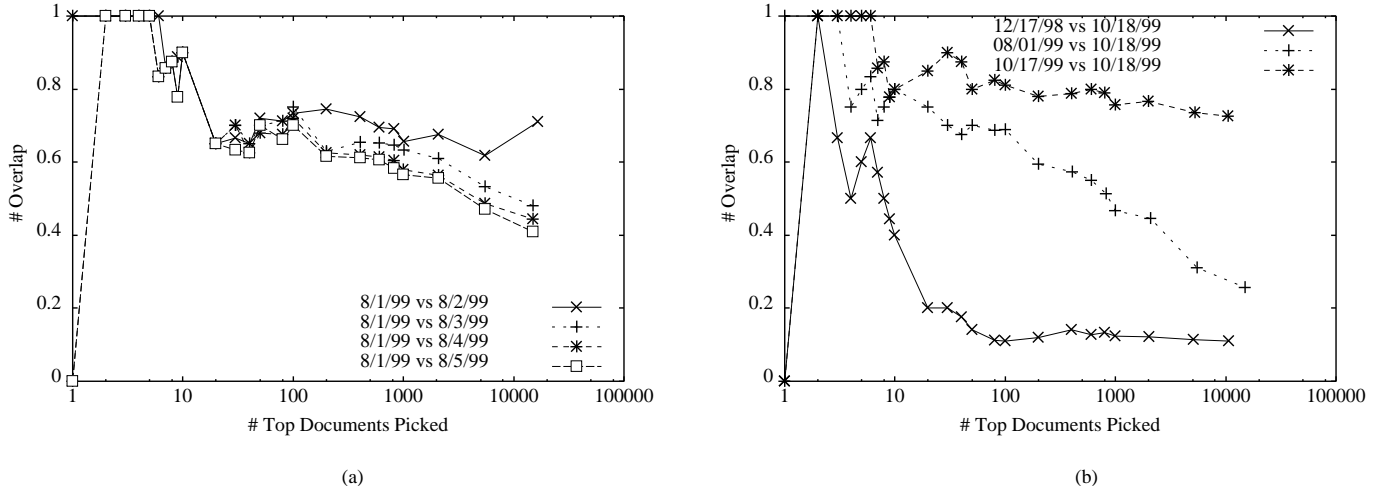 1
0.8
0.6
0.4
0.2
0
# Overlap
1
10
100
1000
10000
100000
# Top Documents Picked
8/1/99 vs 8/2/99
8/1/99 vs 8/3/99
8/1/99 vs 8/4/99
8/1/99 vs 8/5/99
(a)
1
0.8
0.6
0.4
0.2
0
# Overlap
1
10
100
1000
10000
100000
# Top Documents Picked
12/17/98 vs 10/18/99
08/01/99 vs 10/18/99
10/17/99 vs 10/18/99
(b)